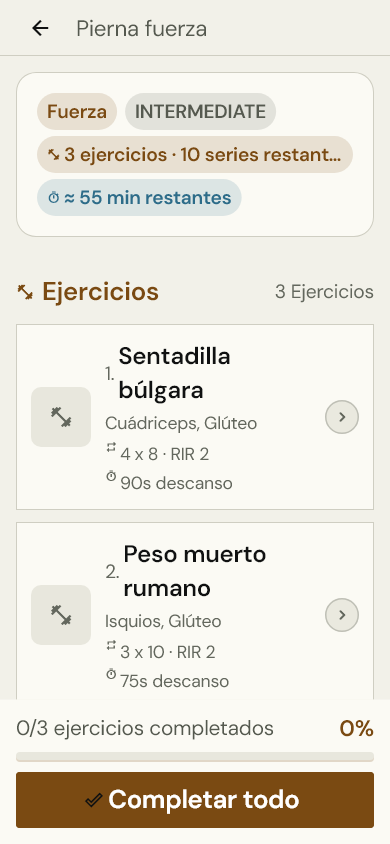 Pierna fuerza
Fuerza
INTERMEDIATE
3 ejercicios · 10 series restant...
≈ 55 min restantes
Ejercicios
3 Ejercicios
1. Sentadilla
búlgara
Cuádriceps, Glúteo
4 x 8 · RIR 2
90s descanso
2. Peso muerto
rumano
Isquios, Glúteo
3 x 10 · RIR 2
75s descanso
0/3 ejercicios completados
0%
Completar todo